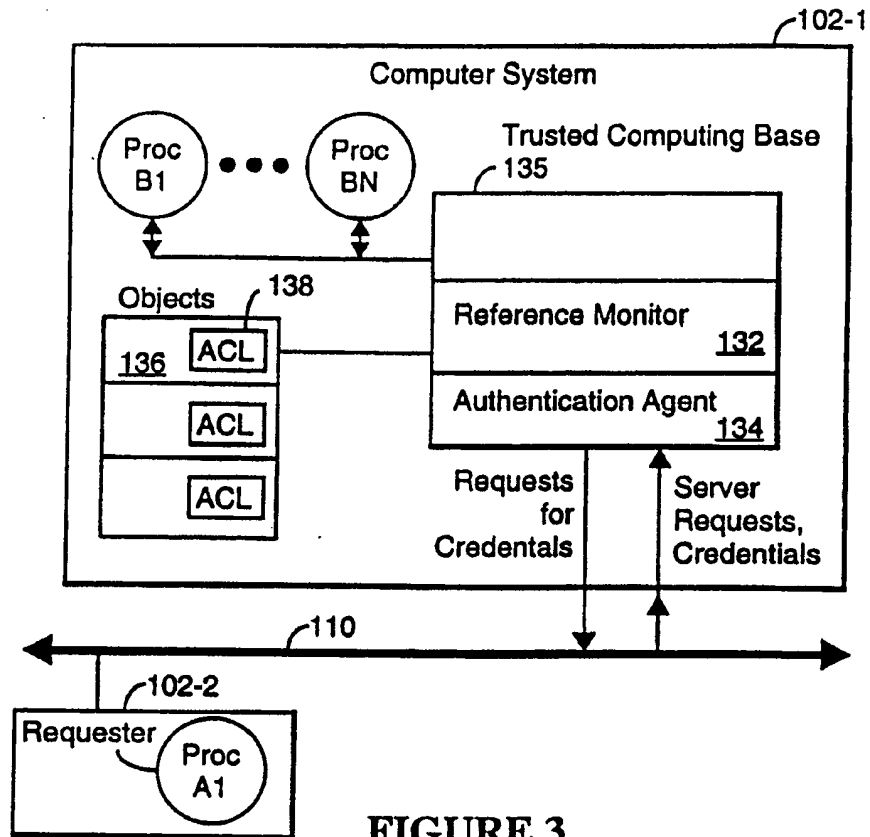 102-1
Computer System
Proc
B1
Proc
BN
Trusted Computing Base
135
Objects
138
136
ACL
ACL
ACL
Reference Monitor
132
Authentication Agent
134
Requests
for
Credentals
Server
Requests,
Credentials
110
102-2
Requester
Proc
A1
FIGURE 3